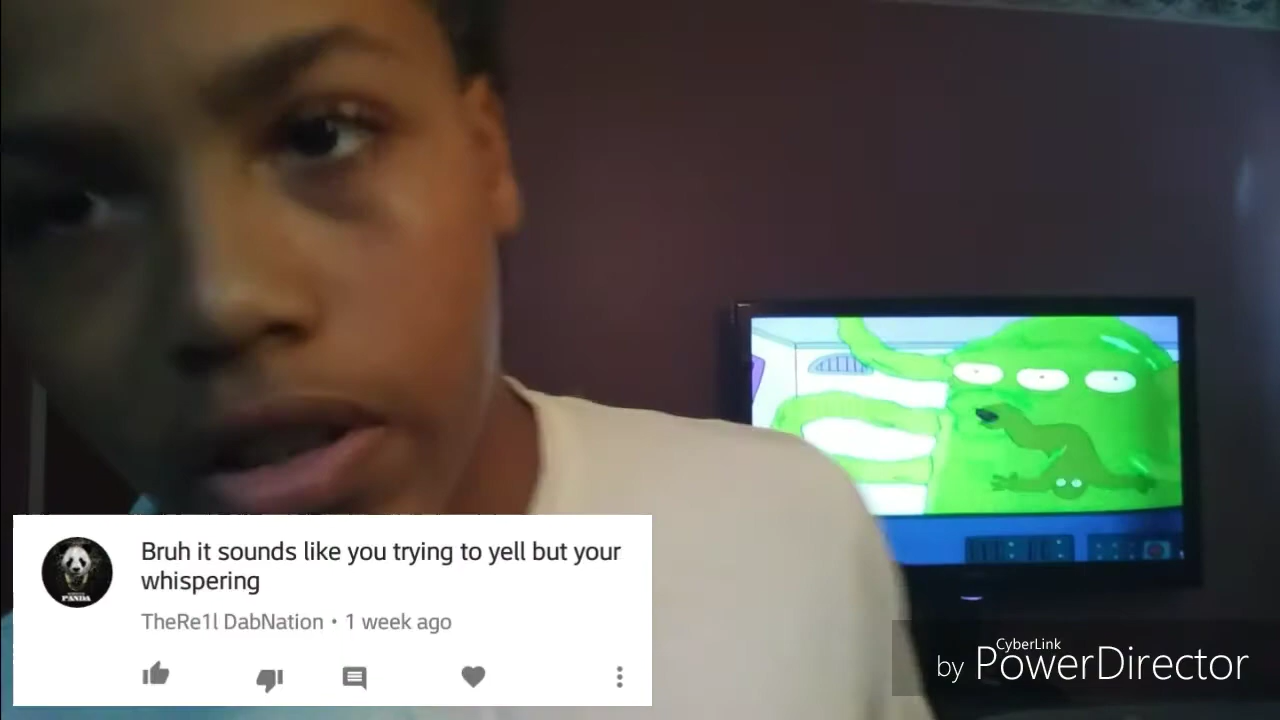 Bruh it sounds like you trying to yell but your
whispering
TheRe1l DabNation • 1 week ago
PANDA
CyberLink
by PowerDirector